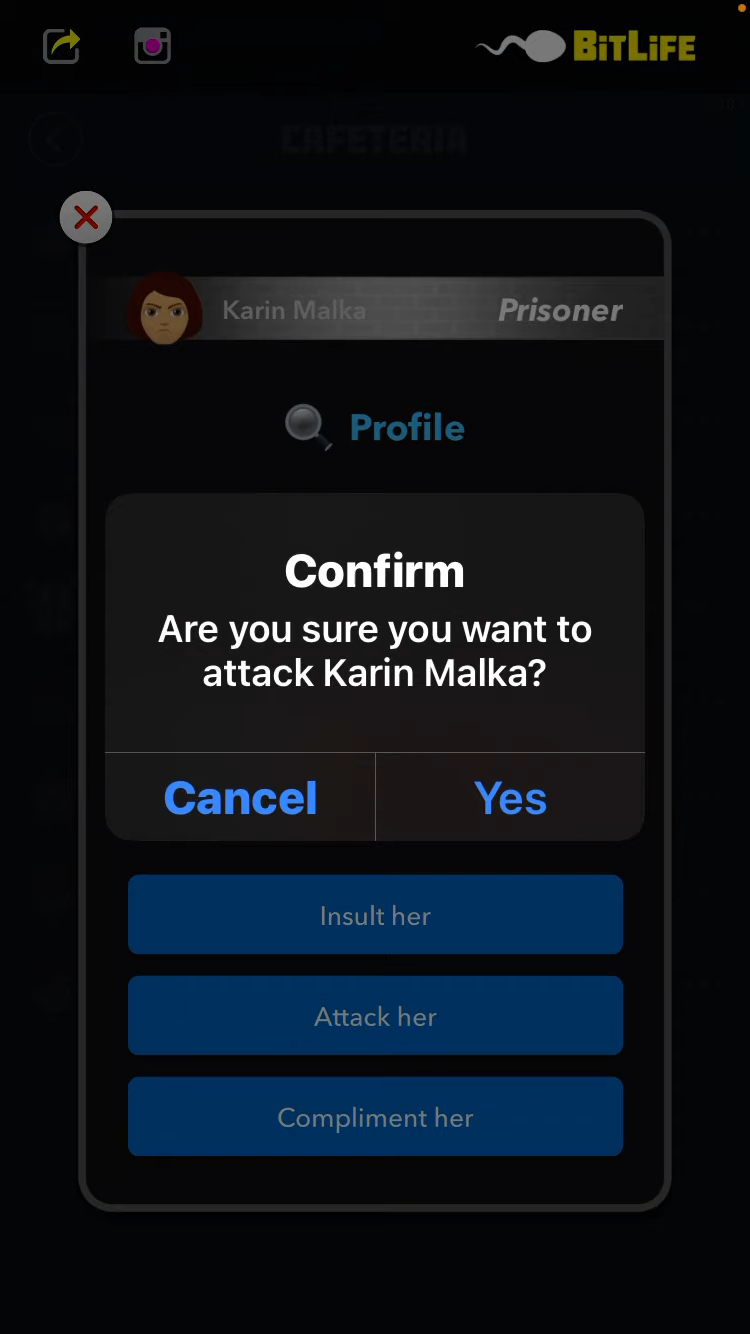 BITLIFE
CAFETERIA
Karin Malka
Prisoner
Profile
Confirm
Are you sure you want to
attack Karin Malka?
Cancel
Yes
Insult her
Attack her
Compliment her